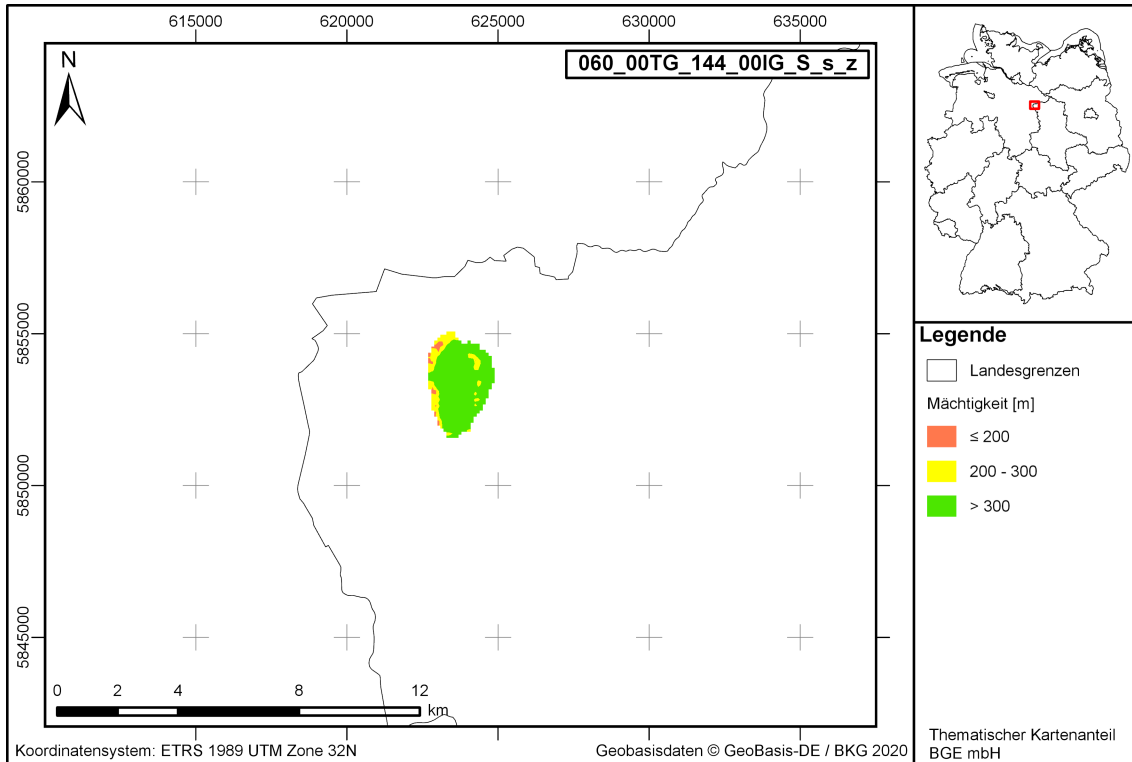 615000 620000 625000 630000 635000
060_00TG_144_00IG_S_s_z
N
5860000
5855000
5850000
5845000
0 2 4 8 12
km
Koordinatensystem: ETRS 1989 UTM Zone 32N
Geobasisdaten © GeoBasis-DE / BKG 2020
Legende
Landesgrenzen
Mächtigkeit [m]
≤ 200
200 - 300
> 300
Thematischer Kartenanteil
BGE mbH